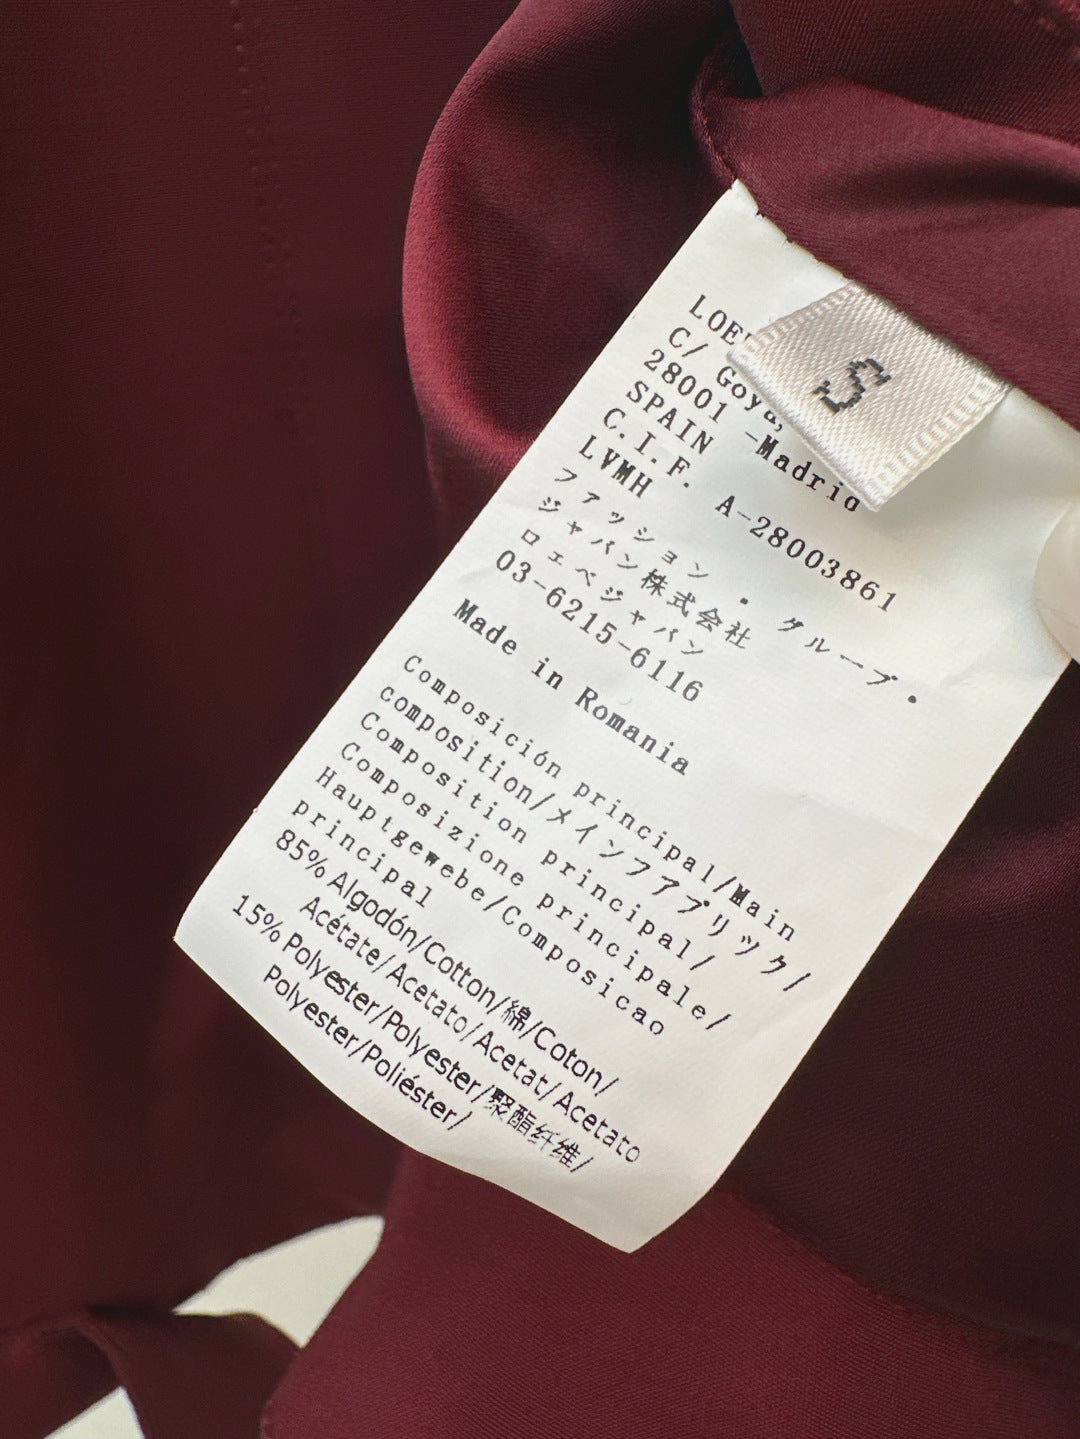 S
C/ Goya,
28001 -Madrid
SPAIN
C.I.F. A-28003861
LVMH
ファッション・グループ・
ジャパン株式会社
ロエベジャパン
03-6215-6116
Made in Romania
Composición principal/Main
composition/メインファブリック/
Composition principal/
Composizione principale/
Hauptgewebe/Composicao
principal
85% Algodón/Cotton/綿/Coton/
Acétate/Acetato/Acetat/Acetato
15% Polyester/Polyester/聚酯纤维/
Polyester/Poliéster/